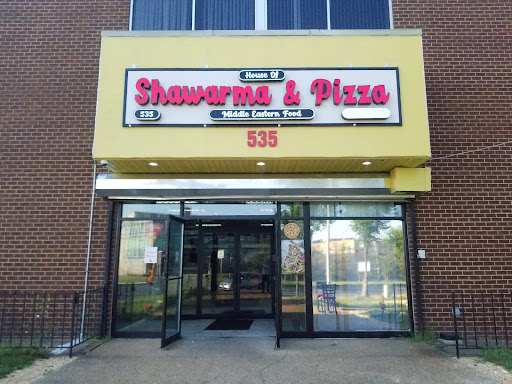 House Of
Shawarma & Pizza
535
Middle Eastern Food
535